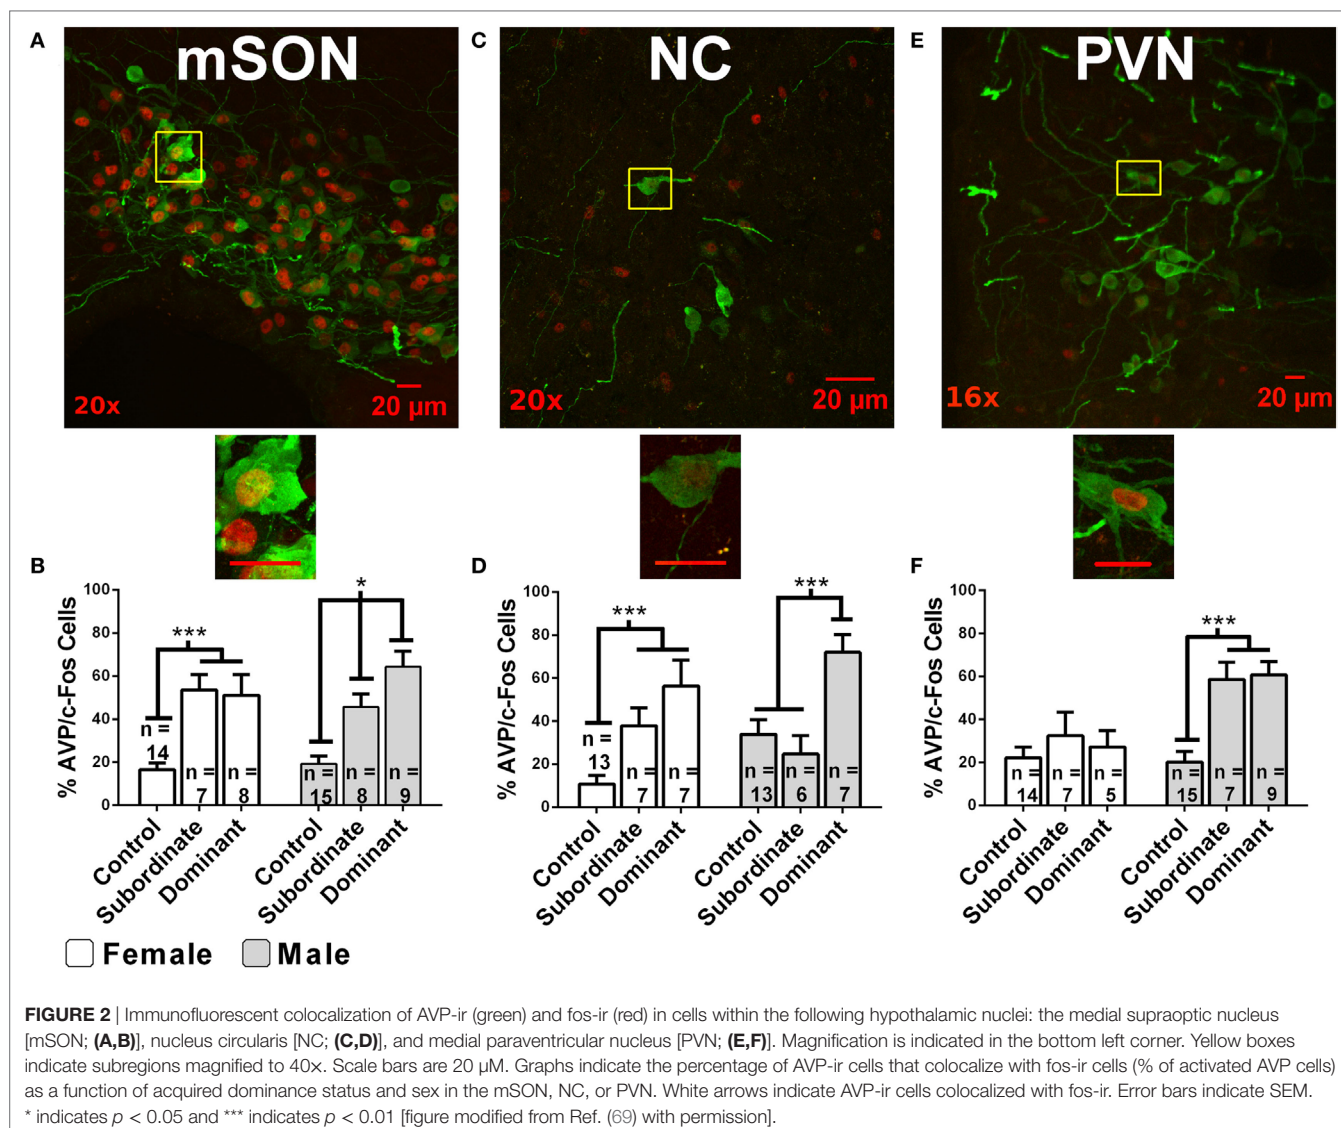 A
mSON
20x
20 µm
C
NC
20x
20 µm
E
PVN
16x
20 µm
B
% AVP/c-Fos Cells
100
80
60
40
20
0
***
*
n = 14
n = 7
n = 8
n = 15
n = 8
n = 9
Control
Subordinate
Dominant
Control
Subordinate
Dominant
D
% AVP/c-Fos Cells
100
80
60
40
20
0
***
***
n = 13
n = 7
n = 7
n = 13
n = 6
n = 7
Control
Subordinate
Dominant
Control
Subordinate
Dominant
F
% AVP/c-Fos Cells
100
80
60
40
20
0
***
n = 14
n = 7
n = 5
n = 15
n = 7
n = 9
Control
Subordinate
Dominant
Control
Subordinate
Dominant
Female
Male
FIGURE 2 | Immunofluorescent colocalization of AVP-ir (green) and fos-ir (red) in cells within the following hypothalamic nuclei: the medial supraoptic nucleus
[mSON; (A,B)], nucleus circularis [NC; (C,D)], and medial paraventricular nucleus [PVN; (E,F)]. Magnification is indicated in the bottom left corner. Yellow boxes
indicate subregions magnified to 40×. Scale bars are 20 µM. Graphs indicate the percentage of AVP-ir cells that colocalize with fos-ir cells (% of activated AVP cells)
as a function of acquired dominance status and sex in the mSON, NC, or PVN. White arrows indicate AVP-ir cells colocalized with fos-ir. Error bars indicate SEM.
* indicates p < 0.05 and *** indicates p < 0.01 [figure modified from Ref. (69) with permission].